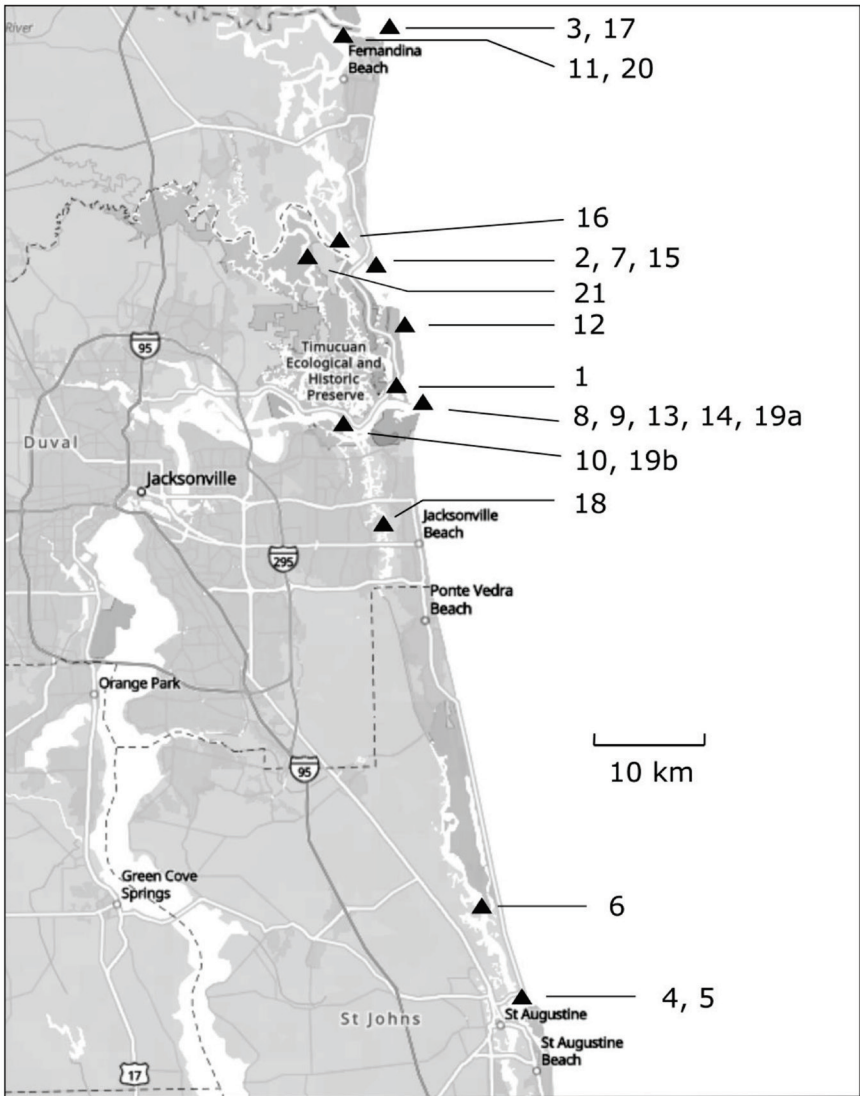 River
3, 17
Fernandina
Beach
11, 20
16
2, 7, 15
21
12
95
Timucuan
Ecological and
Historic
Preserve
1
8, 9, 13, 14, 19a
Duval
10, 19b
Jacksonville
18
Jacksonville
Beach
295
Ponte Vedra
Beach
Orange Park
95
10 km
Green Cove
Springs
6
4, 5
St Johns
St Augustine
St Augustine
Beach
17